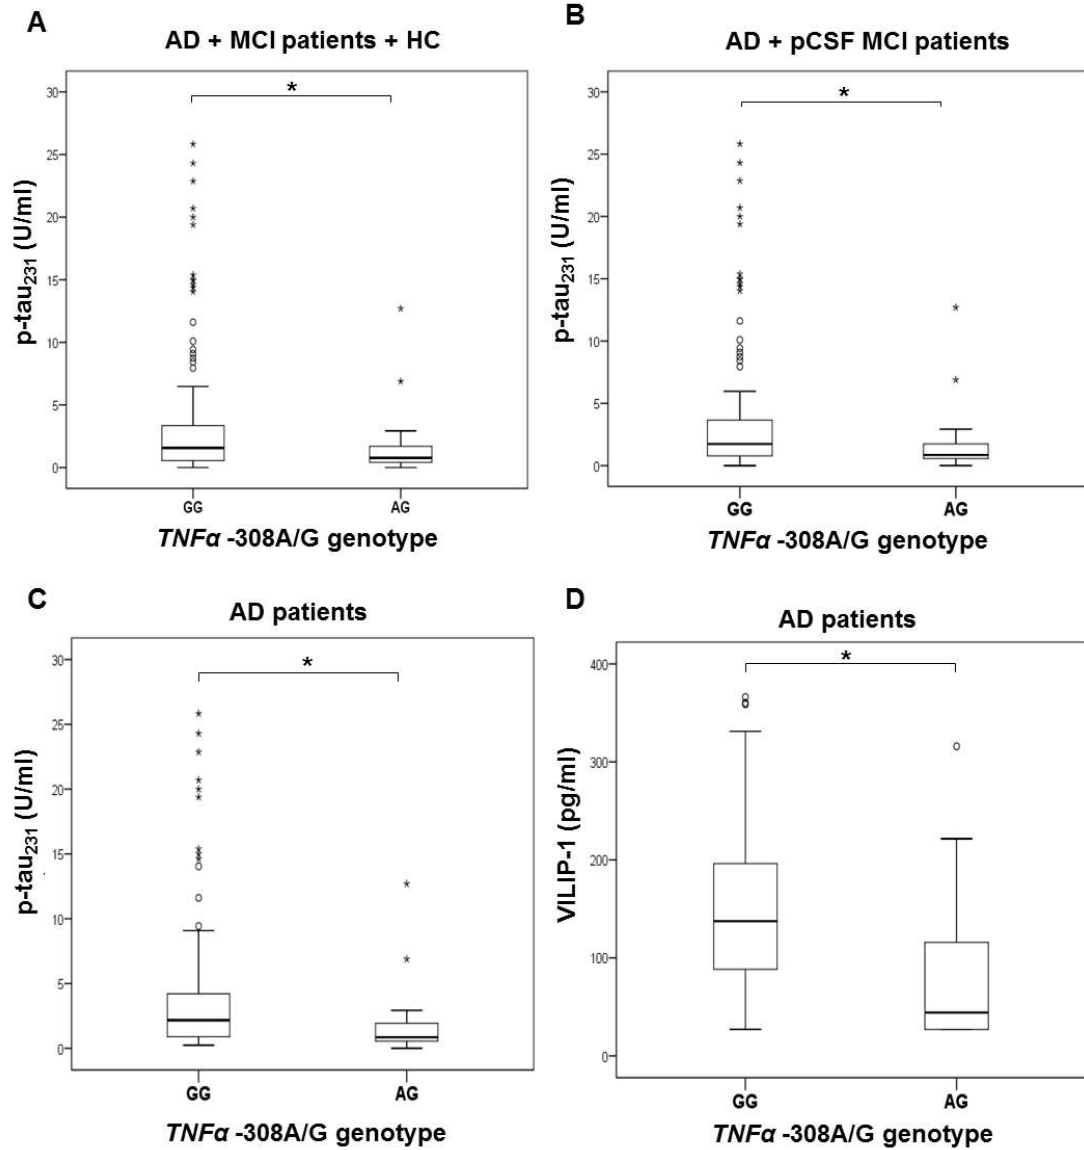 A
AD + MCI patients + HC
*
30
25
20
15
10
5
0
p-tau231 (U/ml)
GG
AG
TNFα -308A/G genotype
B
AD + pCSF MCI patients
*
30
25
20
15
10
5
0
p-tau231 (U/ml)
GG
AG
TNFα -308A/G genotype
C
AD patients
*
30
25
20
15
10
5
0
p-tau231 (U/ml)
GG
AG
TNFα -308A/G genotype
D
AD patients
*
400
300
200
100
0
VILIP-1 (pg/ml)
GG
AG
TNFα -308A/G genotype